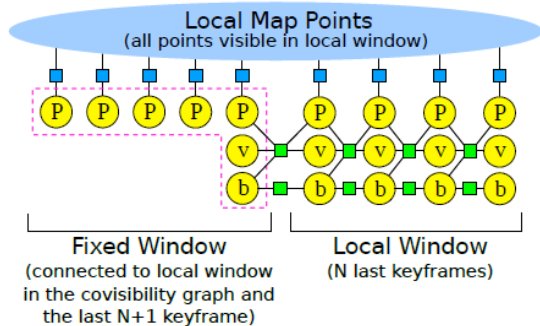 Local Map Points
(all points visible in local window)
P P P P P P P P P
v v v v v
b b b b b
Fixed Window
(connected to local window
in the covisibility graph and
the last N+1 keyframe)
Local Window
(N last keyframes)